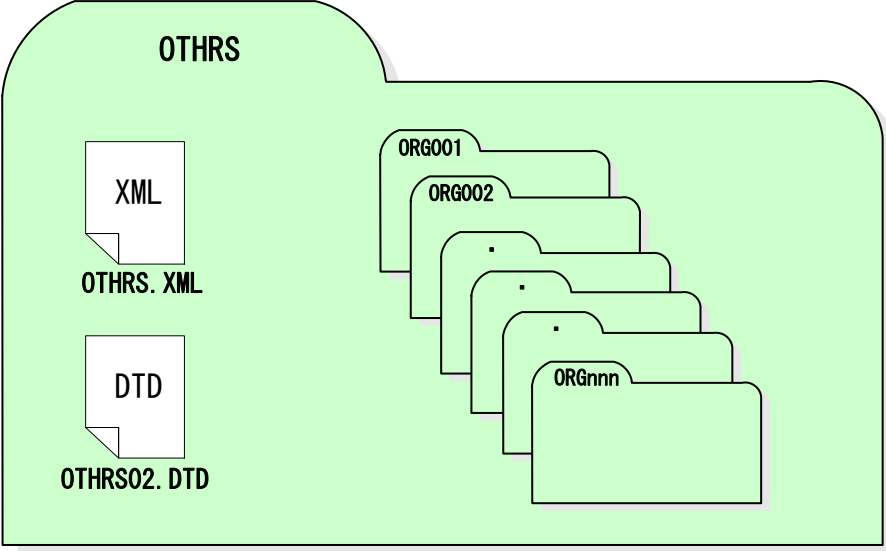 OTHRS
XML
OTHRS.XML
DTD
OTHRS02.DTD
ORG001
ORG002
.
.
.
ORGnnn